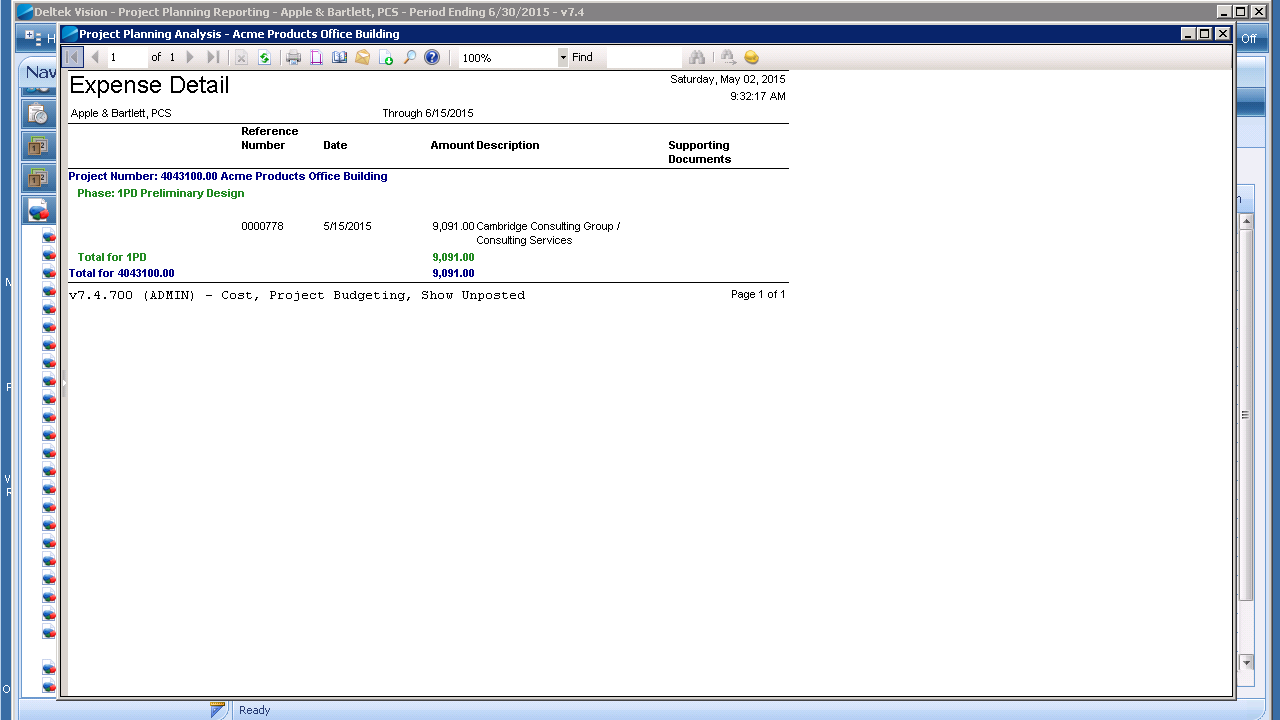 Deltek Vision - Project Planning Reporting - Apple & Bartlett, PCS - Period Ending 6/30/2015 - v7.4
Project Planning Analysis - Acme Products Office Building
H
Off
Nav
1 of 1 100% Find
Expense Detail
Saturday, May 02, 2015
9:32:17 AM
Apple & Bartlett, PCS Through 6/15/2015
Reference
Number Date Amount Description Supporting
Documents
Project Number: 4043100.00 Acme Products Office Building
Phase: 1PD Preliminary Design
0000778 5/15/2015 9,091.00 Cambridge Consulting Group /
Consulting Services
Total for 1PD 9,091.00
Total for 4043100.00 9,091.00
v7.4.700 (ADMIN) - Cost, Project Budgeting, Show Unposted Page 1 of 1
Ready